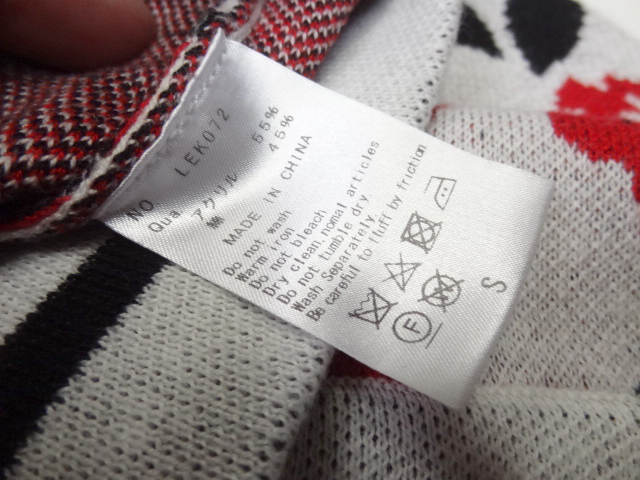 NO. LEK072
Qua. アクリル 55%
綿 45%
MADE IN CHINA
Do not wash
Warm iron
Do not bleach
Dry clean.nomal articles
Do not tumble dry
Wash Separately
Be careful to fluff by friction
F
S